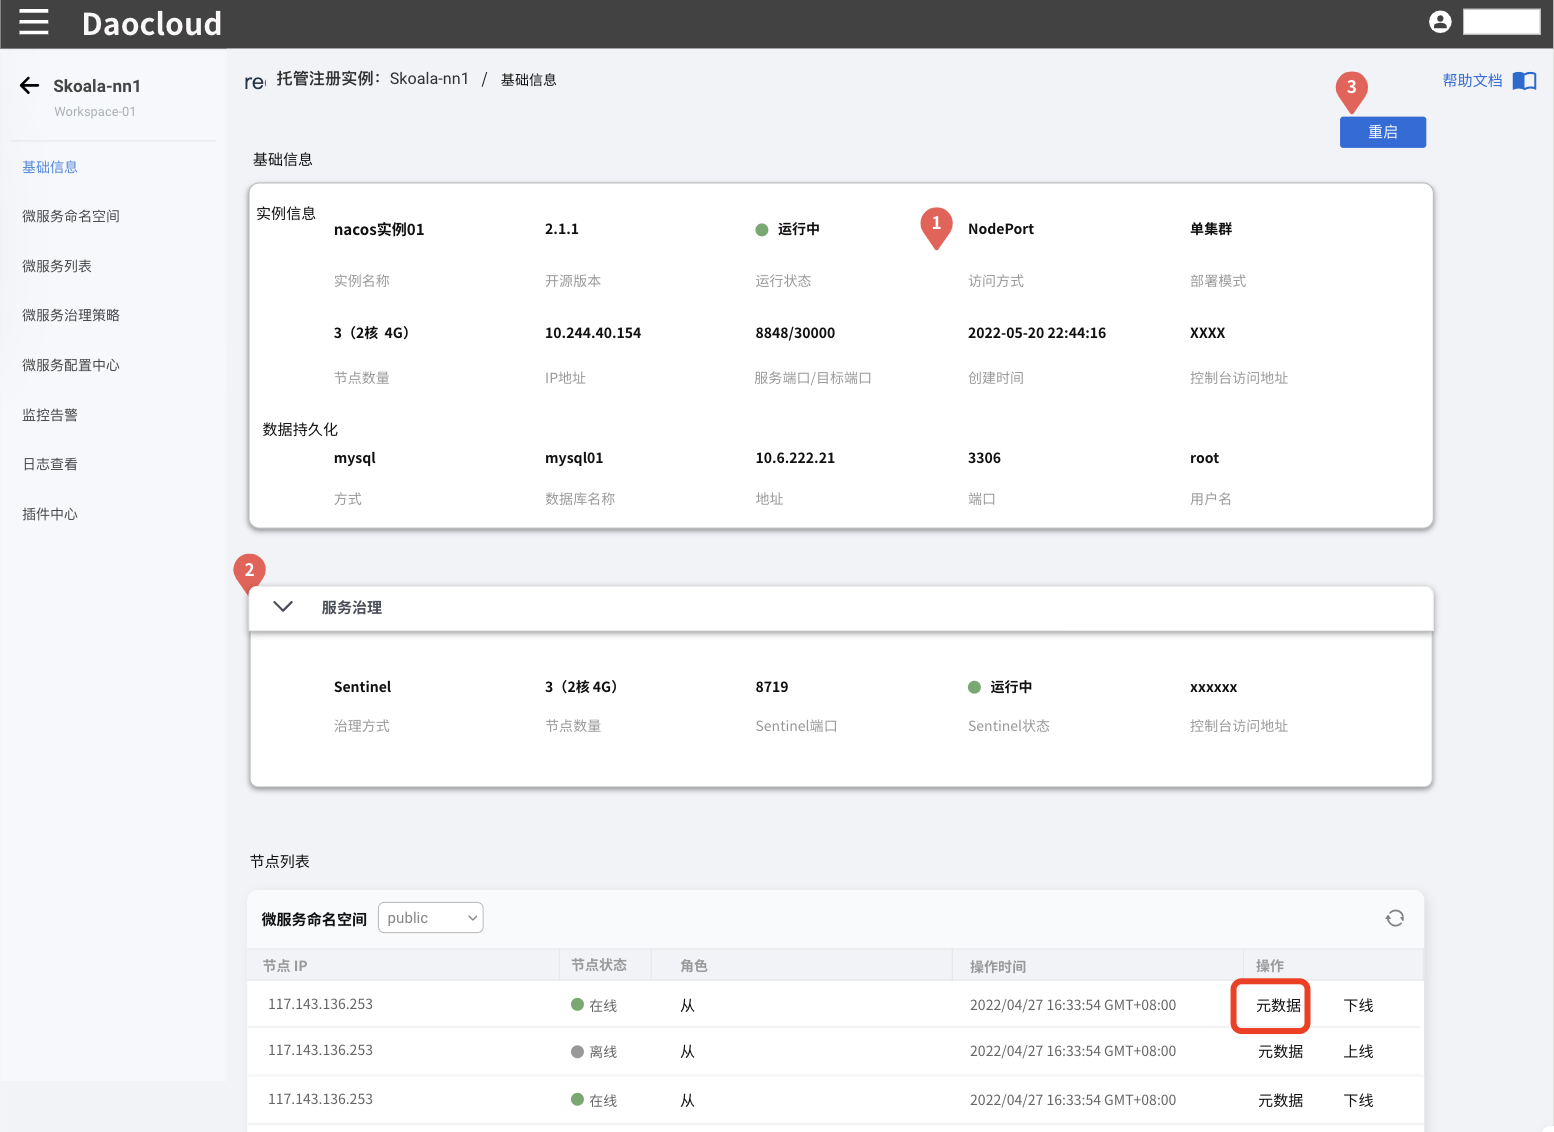 Daocloud
Skoala-nn1
Workspace-01
基础信息
微服务命名空间
微服务列表
微服务治理策略
微服务配置中心
监控告警
日志查看
插件中心
托管注册实例： Skoala-nn1 / 基础信息
帮助文档
3
重启
基础信息
实例信息
nacos实例01 2.1.1 运行中 1 NodePort 单集群
实例名称 开源版本 运行状态 访问方式 部署模式
3（2核 4G） 10.244.40.154 8848/30000 2022-05-20 22:44:16 XXXX
节点数量 IP地址 服务端口/目标端口 创建时间 控制台访问地址
数据持久化
mysql mysql01 10.6.222.21 3306 root
方式 数据库名称 地址 端口 用户名
2
服务治理
Sentinel 3（2核 4G） 8719 运行中 xxxxxx
治理方式 节点数量 Sentinel端口 Sentinel状态 控制台访问地址
节点列表
微服务命名空间 public
节点 IP 节点状态 角色 操作时间 操作
117.143.136.253 在线 从 2022/04/27 16:33:54 GMT+08:00 元数据 下线
117.143.136.253 离线 从 2022/04/27 16:33:54 GMT+08:00 元数据 上线
117.143.136.253 在线 从 2022/04/27 16:33:54 GMT+08:00 元数据 下线